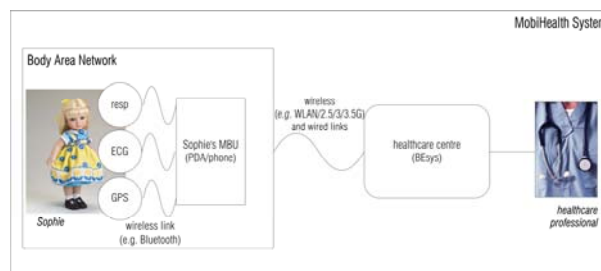 MobiHealth System
Body Area Network
resp
ECG
GPS
Sophie's MBU
(PDA/phone)
Sophie
wireless link
(e.g. Bluetooth)
wireless
(e.g. WLAN/2.5/3/3.5G)
and wired links
healthcare centre
(BEsys)
healthcare
professional